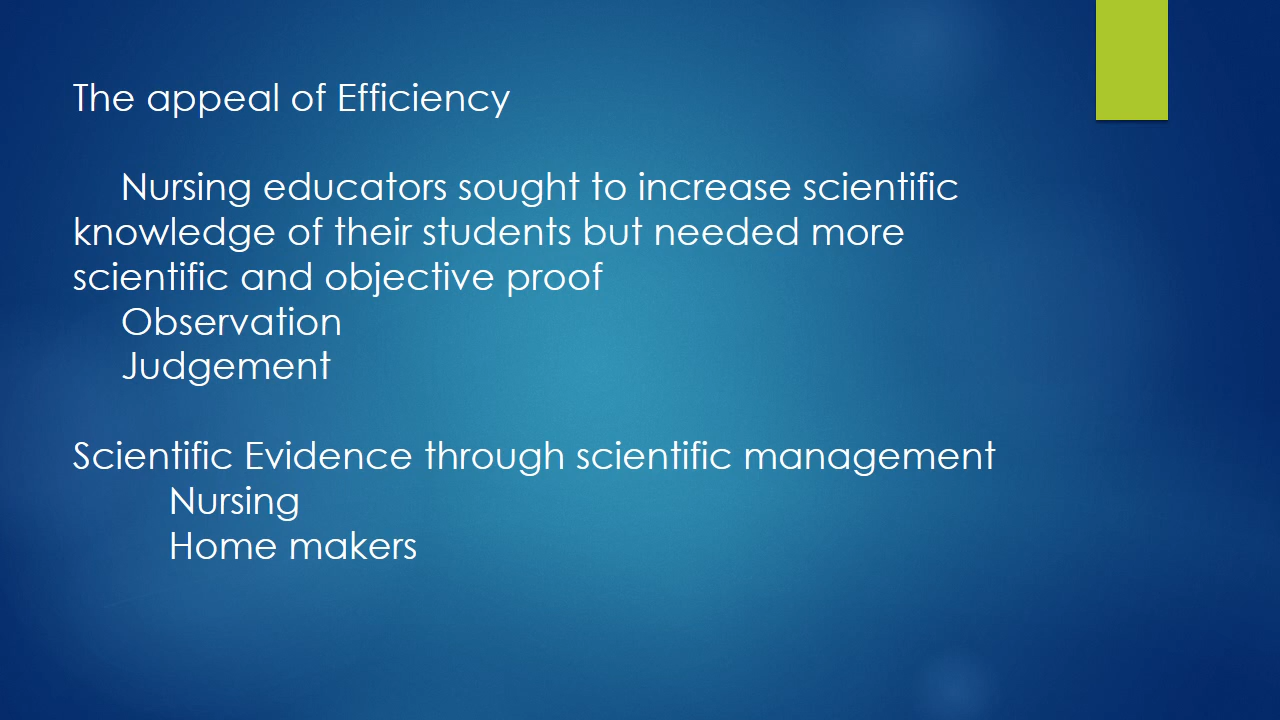 The appeal of Efficiency
Nursing educators sought to increase scientific
knowledge of their students but needed more
scientific and objective proof
Observation
Judgement
Scientific Evidence through scientific management
Nursing
Home makers